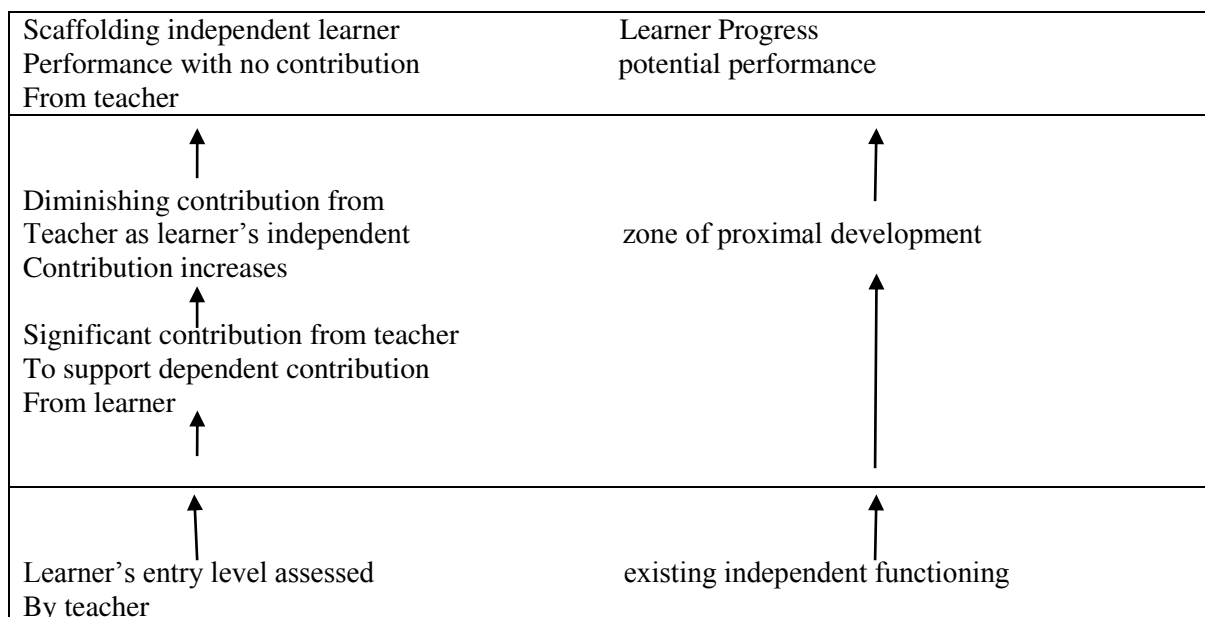 Scaffolding independent learner
Learner Progress
Performance with no contribution
potential performance
From teacher
Diminishing contribution from
Teacher as learner’s independent
zone of proximal development
Contribution increases
Significant contribution from teacher
To support dependent contribution
From learner
Learner’s entry level assessed
existing independent functioning
By teacher